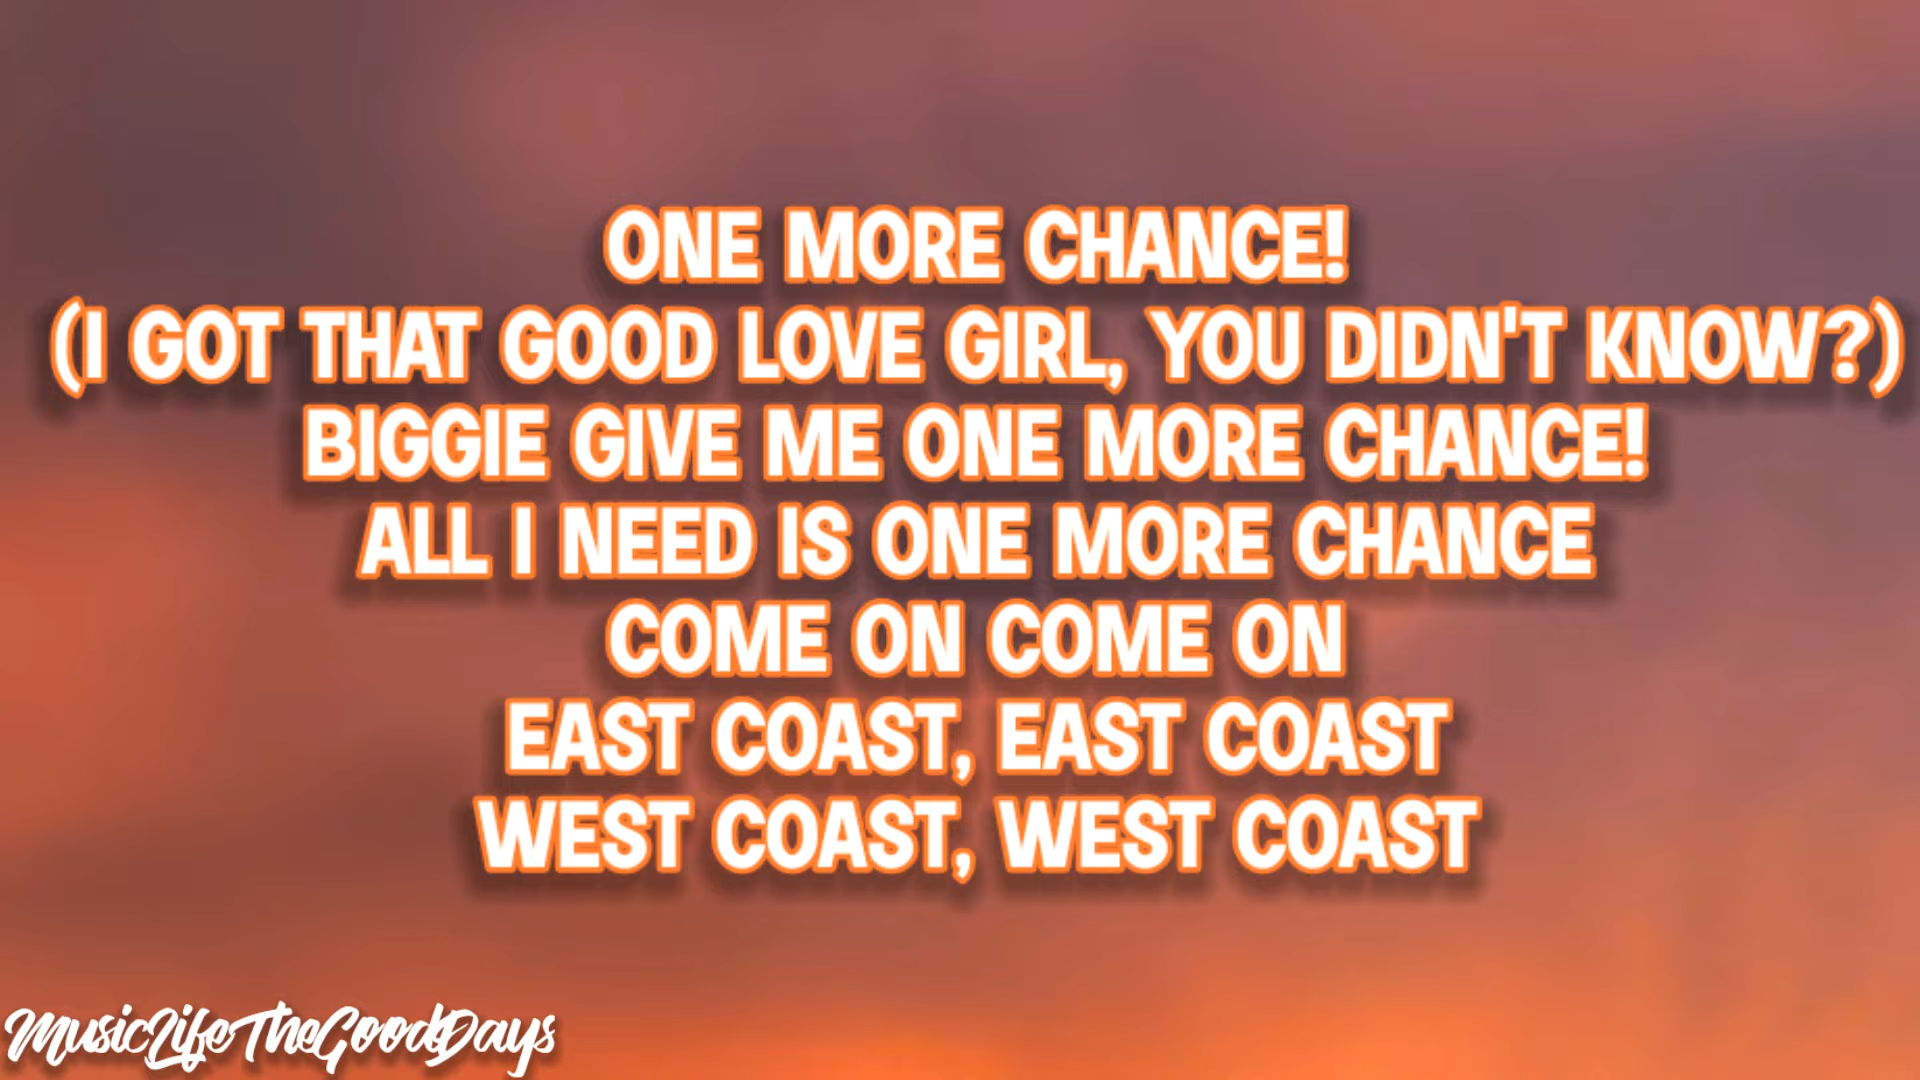 ONE MORE CHANCE!
(I GOT THAT GOOD LOVE GIRL, YOU DIDN'T KNOW?)
BIGGIE GIVE ME ONE MORE CHANCE!
ALL I NEED IS ONE MORE CHANCE
COME ON COME ON
EAST COAST, EAST COAST
WEST COAST, WEST COAST
MusicLifeTheGoodDays